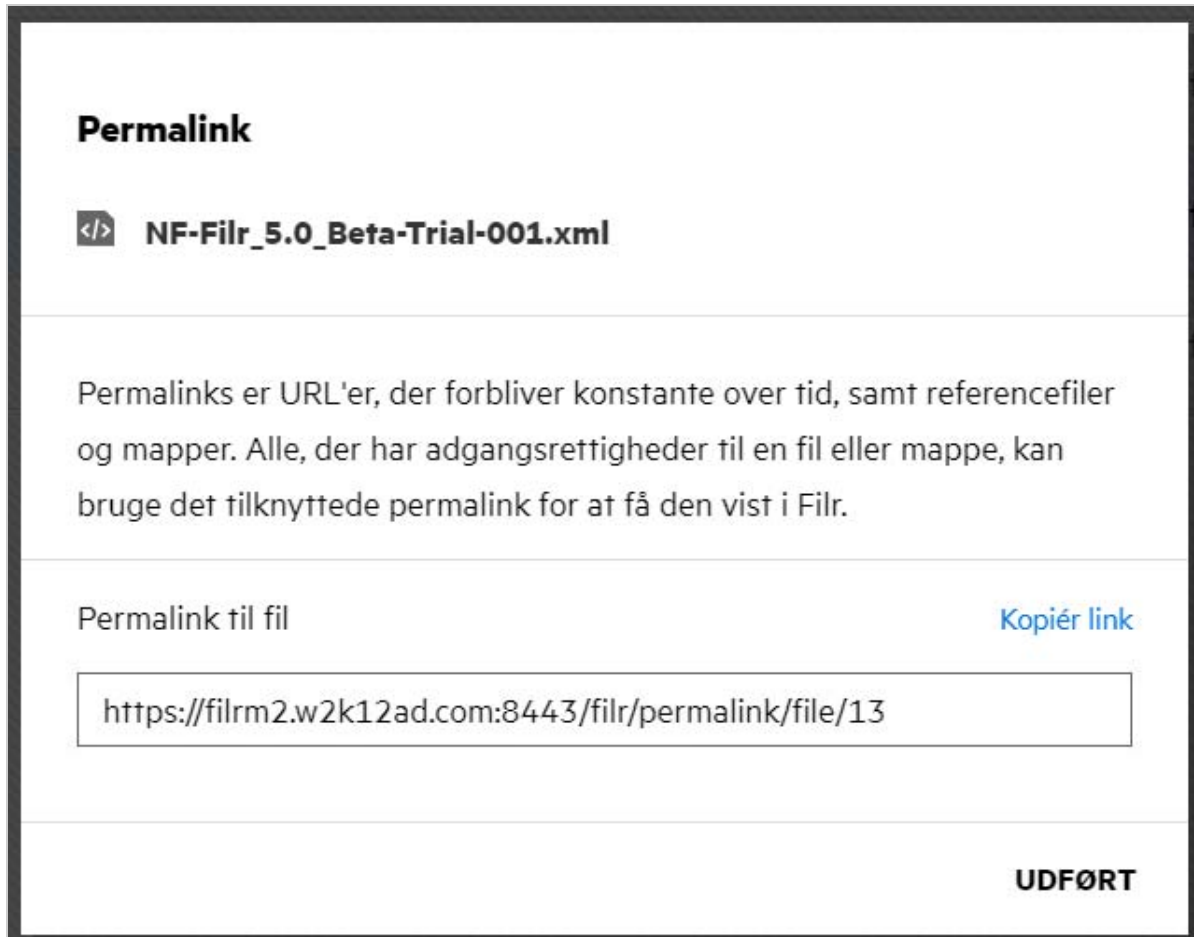 Permalink
NF-Filr_5.0_Beta-Trial-001.xml
Permalinks er URL'er, der forbliver konstante over tid, samt referencefiler
og mapper. Alle, der har adgangsrettigheder til en fil eller mappe, kan
bruge det tilknyttede permalink for at få den vist i Filr.
Permalink til fil
Kopiér link
https://filrm2.w2k12ad.com:8443/filr/permalink/file/13
UDFØRT